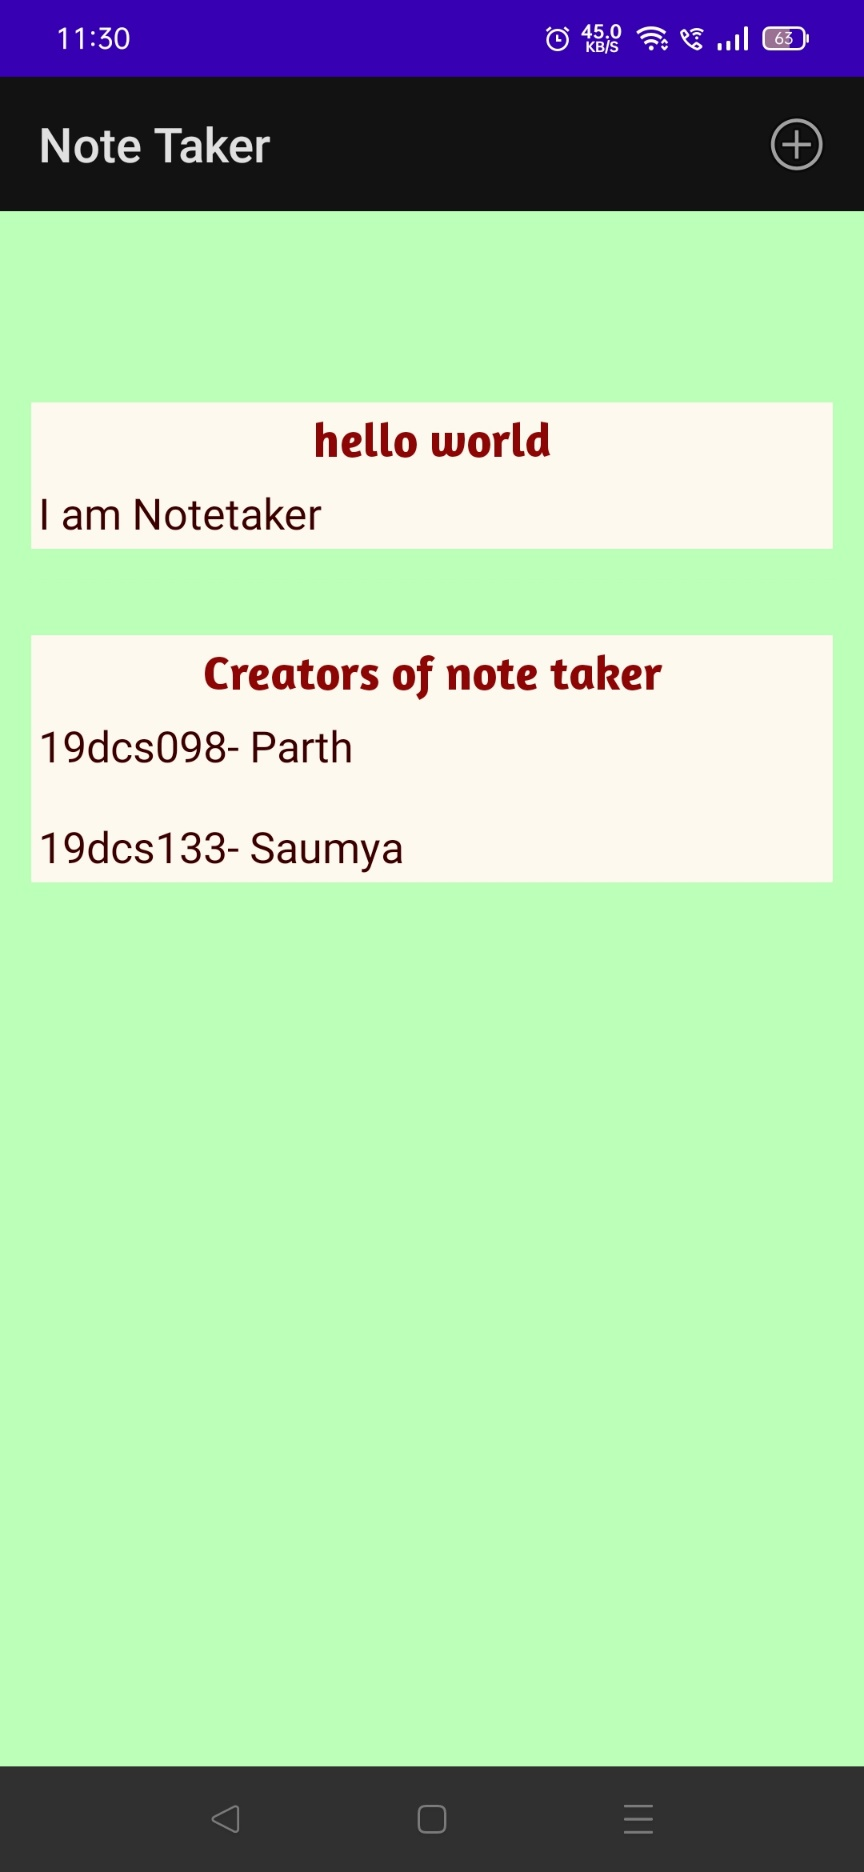 11:30 45.0 KB/S 63
Note Taker
hello world
I am Notetaker
Creators of note taker
19dcs098- Parth
19dcs133- Saumya